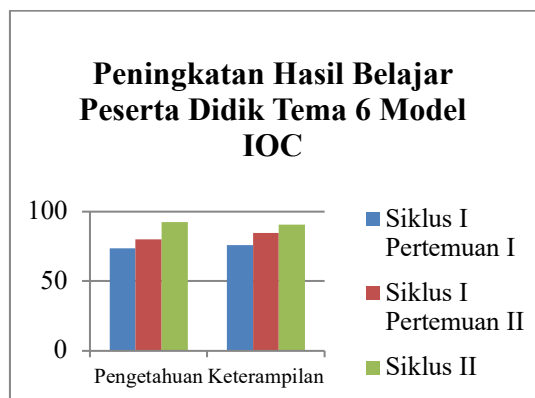 Peningkatan Hasil Belajar
Peserta Didik Tema 6 Model
IOC
100
50
0
Pengetahuan Keterampilan
Siklus I
Pertemuan I
Siklus I
Pertemuan II
Siklus II